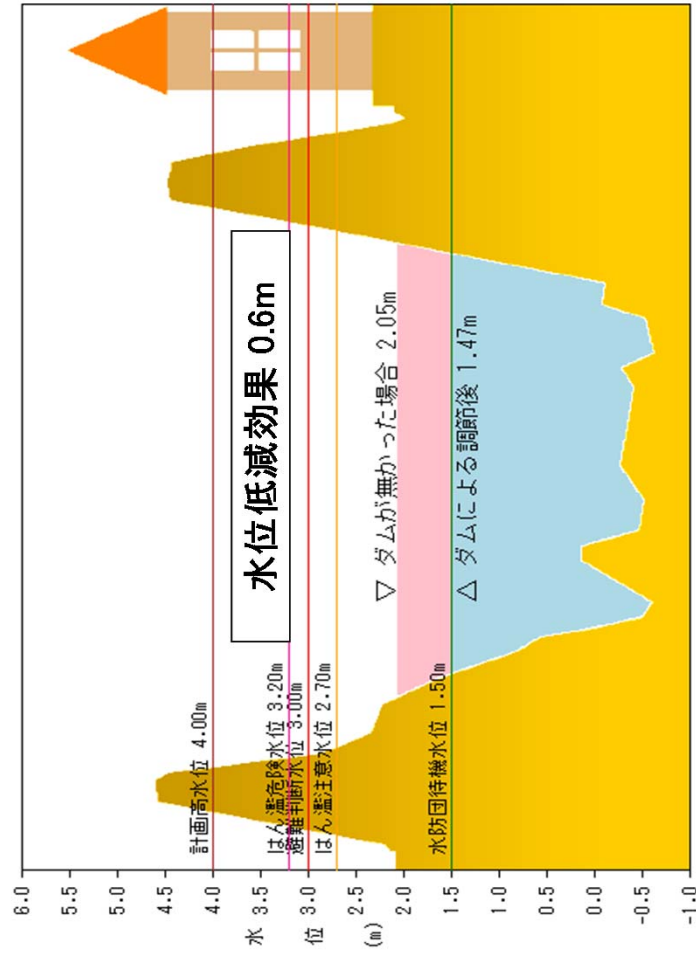 6.0
5.5
5.0
4.5
4.0
水 3.5
位 3.0
(m) 2.5
2.0
1.5
1.0
0.5
0.0
-0.5
-1.0
計画高水位 4.00m
水位低減効果 0.6m
はん濫危険水位 3.20m
避難判断水位 3.00m
はん濫注意水位 2.70m
▽ ダムが無かった場合 2.05m
水防団待機水位 1.50m
△ ダムによる調節後 1.47m